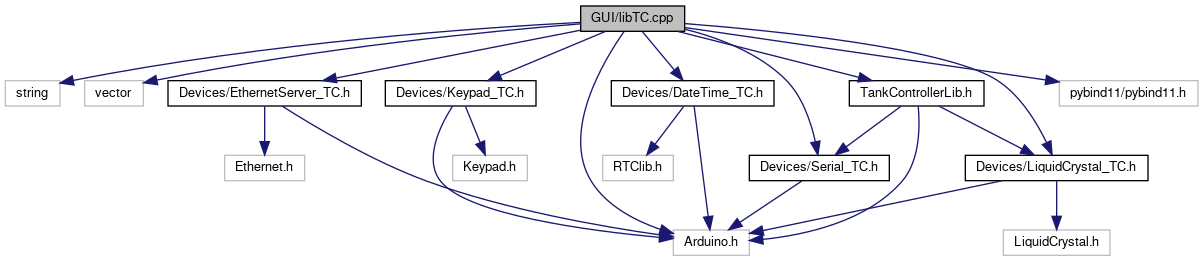 GUI/libTC.cpp
string
vector
Devices/EthernetServer_TC.h
Devices/Keypad_TC.h
Devices/DateTime_TC.h
TankControllerLib.h
pybind11/pybind11.h
Ethernet.h
Keypad.h
RTClib.h
Devices/Serial_TC.h
Devices/LiquidCrystal_TC.h
Arduino.h
LiquidCrystal.h